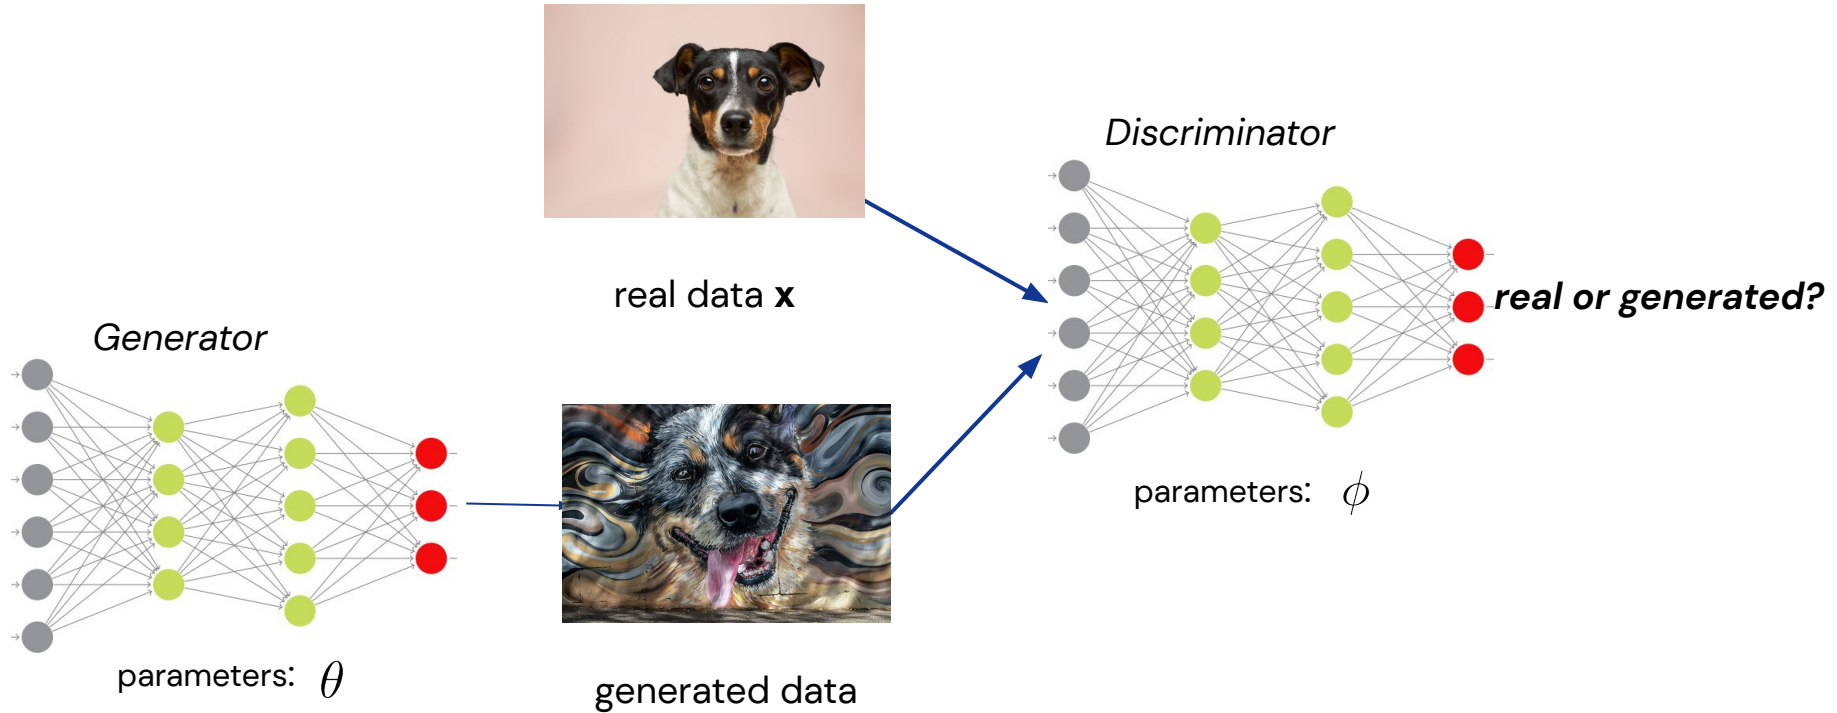 Discriminator
real data x
real or generated?
Generator
parameters: ϕ
parameters: θ
generated data